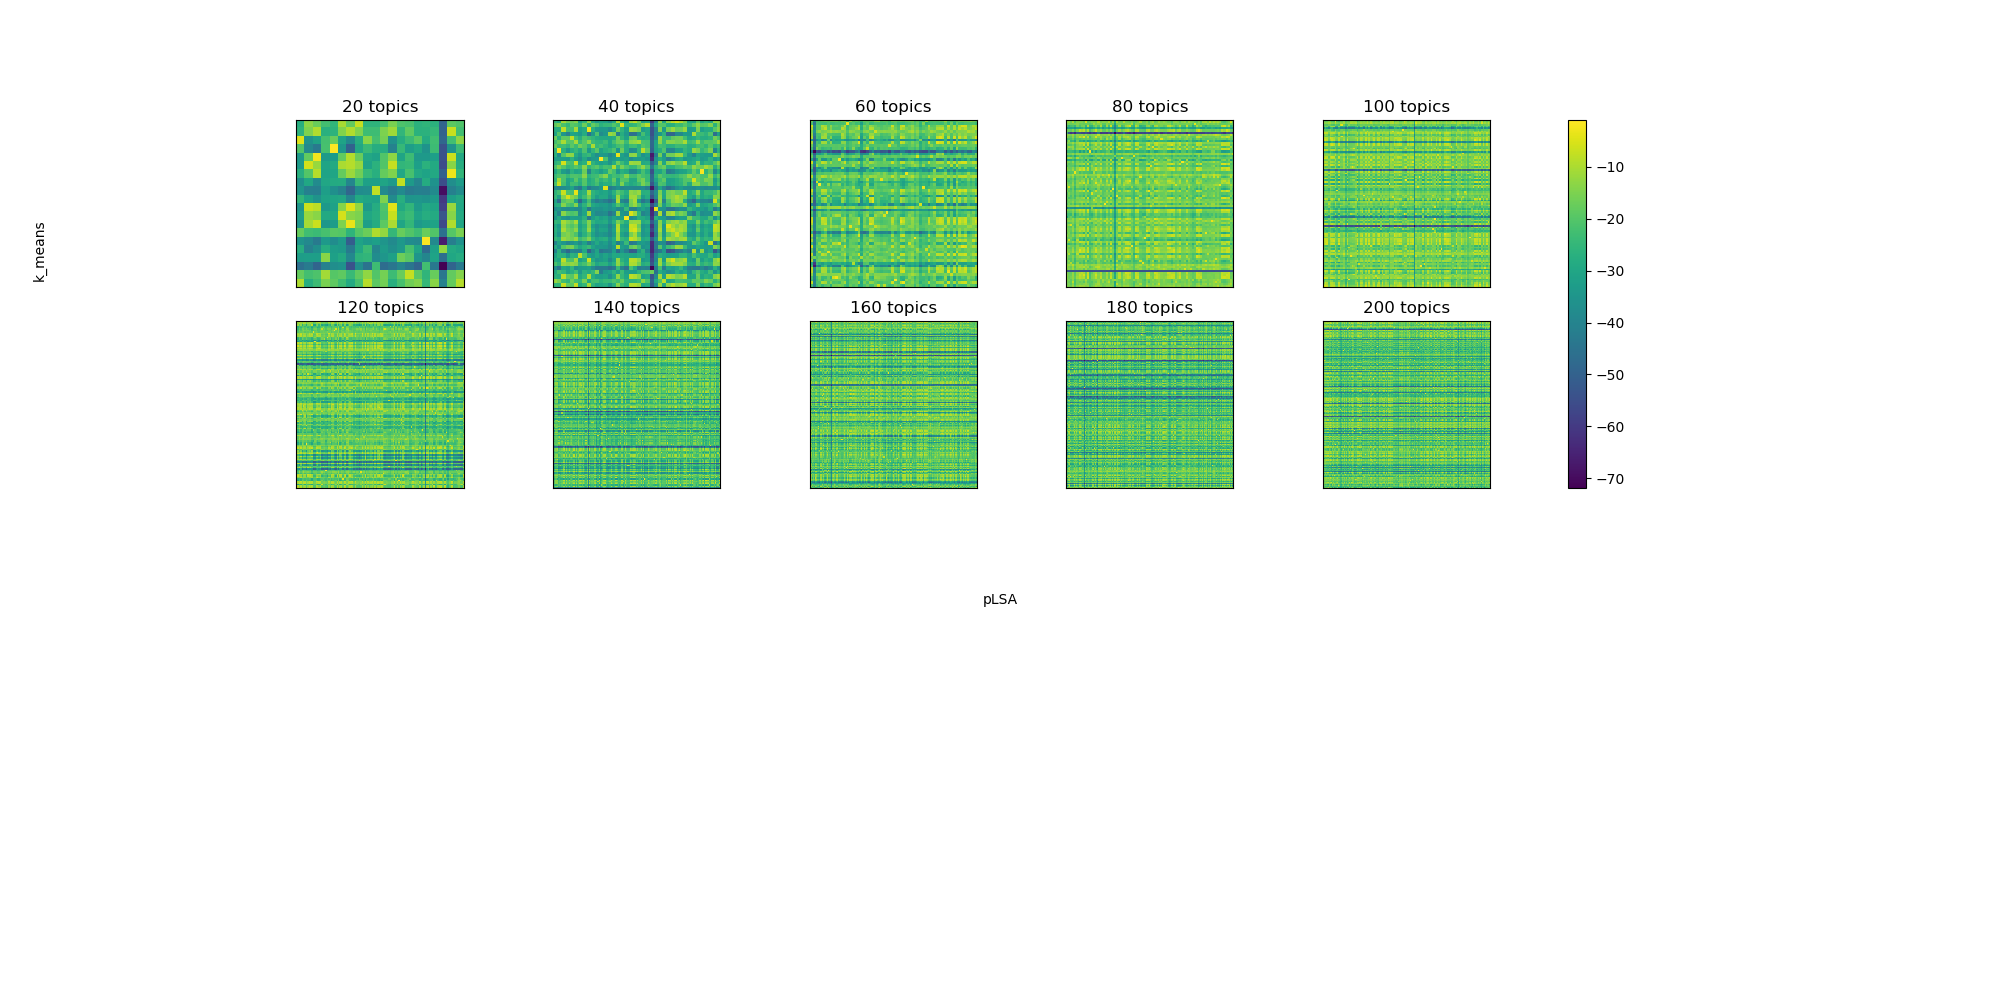 20 topics
40 topics
60 topics
80 topics
100 topics
k_means
120 topics
140 topics
160 topics
180 topics
200 topics
−10
−20
−30
−40
−50
−60
−70
pLSA